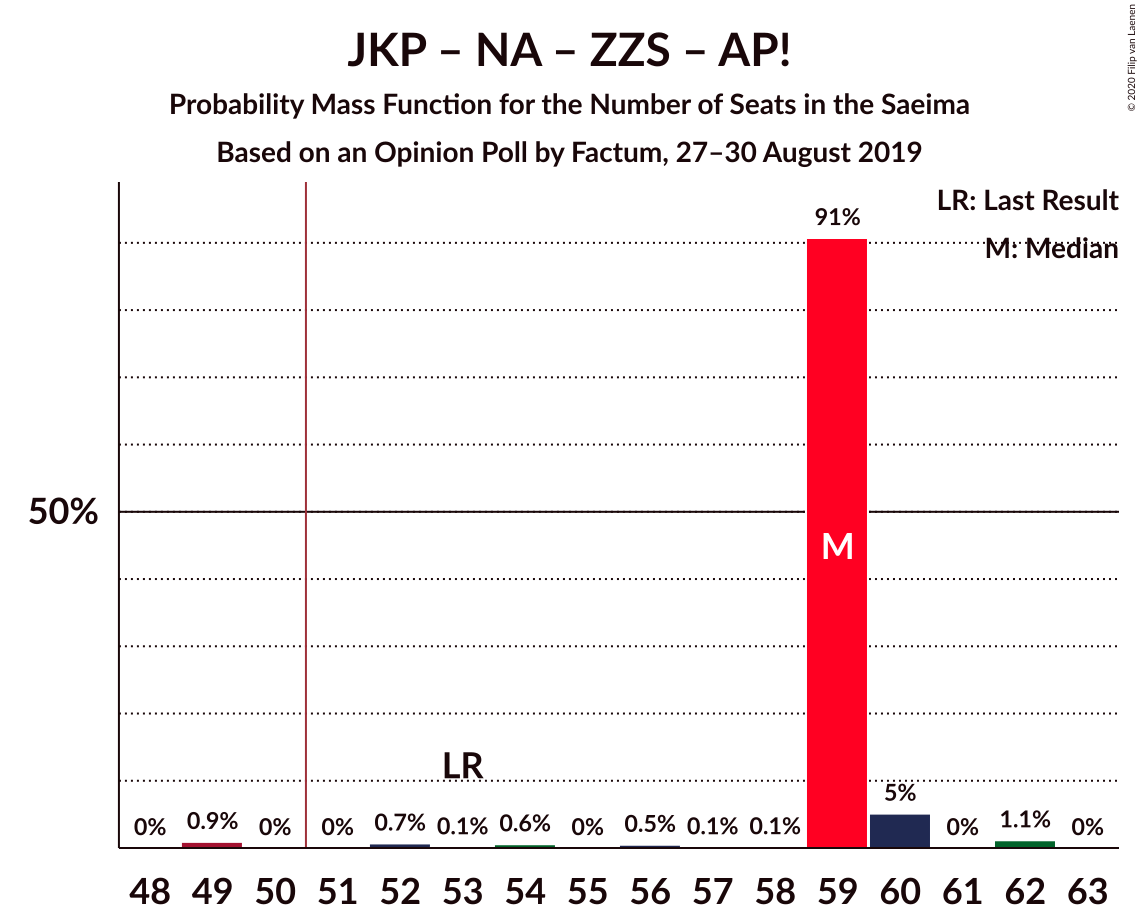 JKP – NA – ZZS – AP!
Probability Mass Function for the Number of Seats in the Saeima
Based on an Opinion Poll by Factum, 27–30 August 2019
© 2020 Filip van Laenen
LR: Last Result
M: Median
91%
50%
M
LR
0% 0.9% 0% 0% 0.7% 0.1% 0.6% 0% 0.5% 0.1% 0.1% 5% 0% 1.1% 0%
48 49 50 51 52 53 54 55 56 57 58 59 60 61 62 63